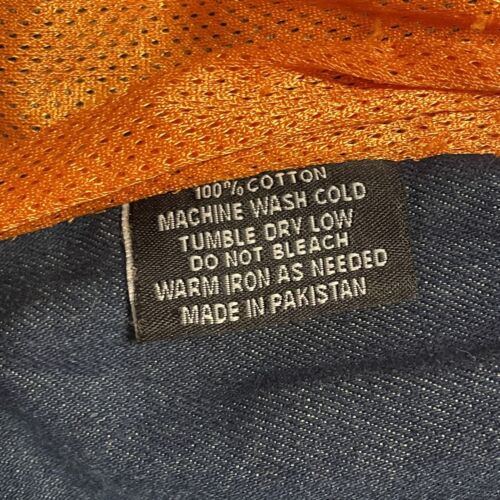 100% COTTON
MACHINE WASH COLD
TUMBLE DRY LOW
DO NOT BLEACH
WARM IRON AS NEEDED
MADE IN PAKISTAN